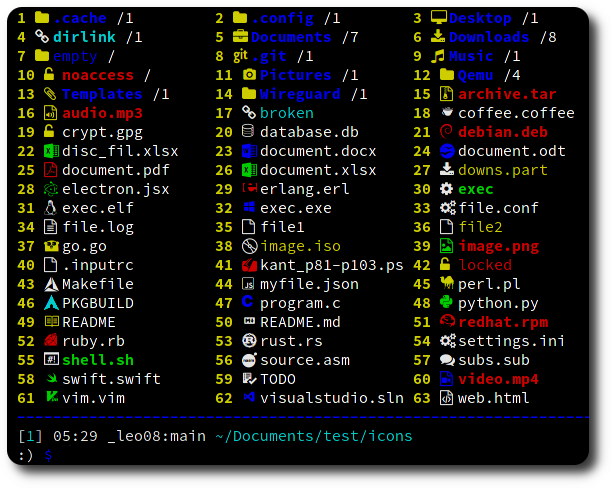 1 .cache /1 2 .config /1 3 Desktop /1
4 dirlink /1 5 Documents /7 6 Downloads /8
7 empty / 8 git .git /1 9 Music /1
10 noaccess / 11 Pictures /1 12 Qemu /4
13 Templates /1 14 Wireguard /1 15 archive.tar
16 audio.mp3 17 broken 18 coffee.coffee
19 crypt.gpg 20 database.db 21 debian.deb
22 disc_fil.xlsx 23 document.docx 24 document.odt
25 document.pdf 26 document.xlsx 27 downs.part
28 electron.jsx 29 erlang.erl 30 exec
31 exec.elf 32 exec.exe 33 file.conf
34 file.log 35 file1 36 file2
37 go.go 38 image.iso 39 image.png
40 .inputrc 41 kant_p81-p103.ps 42 locked
43 Makefile 44 myfile.json 45 perl.pl
46 PKGBUILD 47 program.c 48 python.py
49 README 50 README.md 51 redhat.rpm
52 ruby.rb 53 rust.rs 54 settings.ini
55 #! shell.sh 56 source.asm 57 subs.sub
58 swift.swift 59 TODO 60 video.mp4
61 vim.vim 62 visualstudio.sln 63 web.html
[1] 05:29 _leo08:main ~/Documents/test/icons
:) $